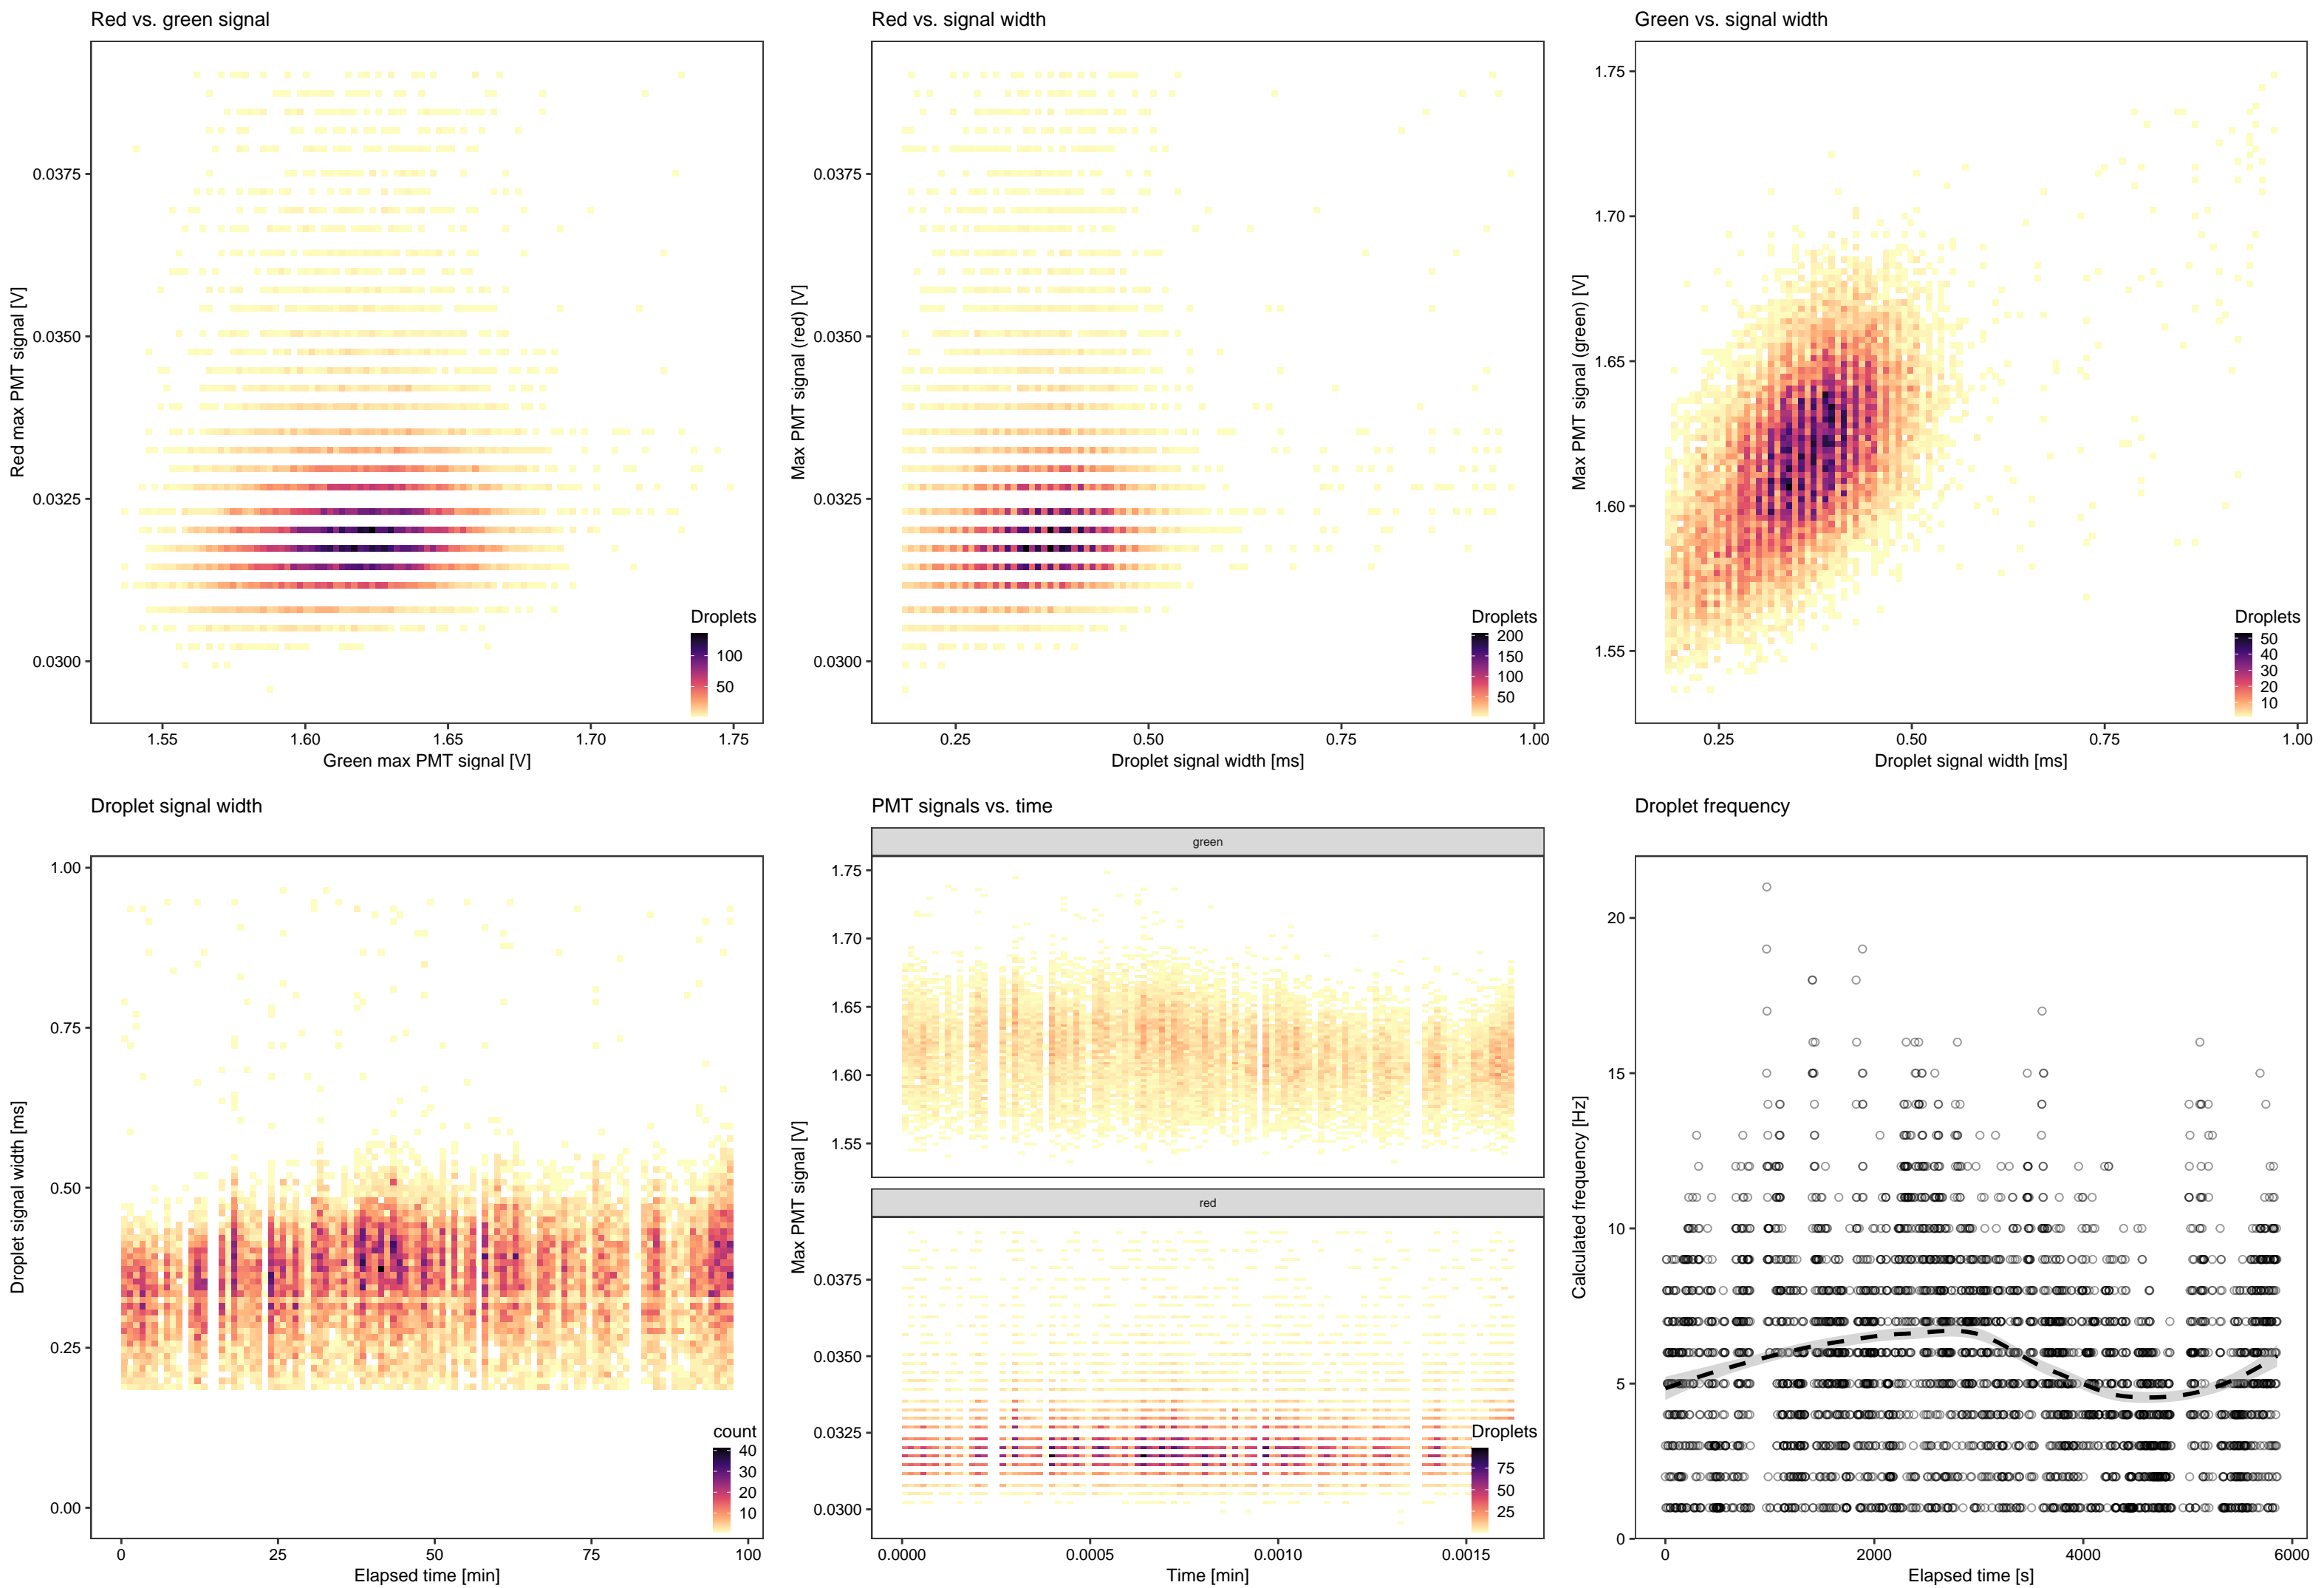 Red vs. green signal
Red max PMT signal [V]
0.0375
0.0350
0.0325
0.0300
Droplets
100
50
1.55 1.60 1.65 1.70 1.75
Green max PMT signal [V]
Red vs. signal width
Max PMT signal (red) [V]
0.0375
0.0350
0.0325
0.0300
Droplets
200
150
100
50
0.25 0.50 0.75 1.00
Droplet signal width [ms]
Green vs. signal width
Max PMT signal (green) [V]
1.75
1.70
1.65
1.60
1.55
Droplets
50
40
30
20
10
0.25 0.50 0.75 1.00
Droplet signal width [ms]
Droplet signal width
Droplet signal width [ms]
1.00
0.75
0.50
0.25
0.00
count
40
30
20
10
0 25 50 75 100
Elapsed time [min]
PMT signals vs. time
Max PMT signal [V]
green
1.75
1.70
1.65
1.60
1.55
red
0.0375
0.0350
0.0325
0.0300
Droplets
75
50
25
0.0000 0.0005 0.0010 0.0015
Time [min]
Droplet frequency
Calculated frequency [Hz]
20
15
10
5
0
0 2000 4000 6000
Elapsed time [s]